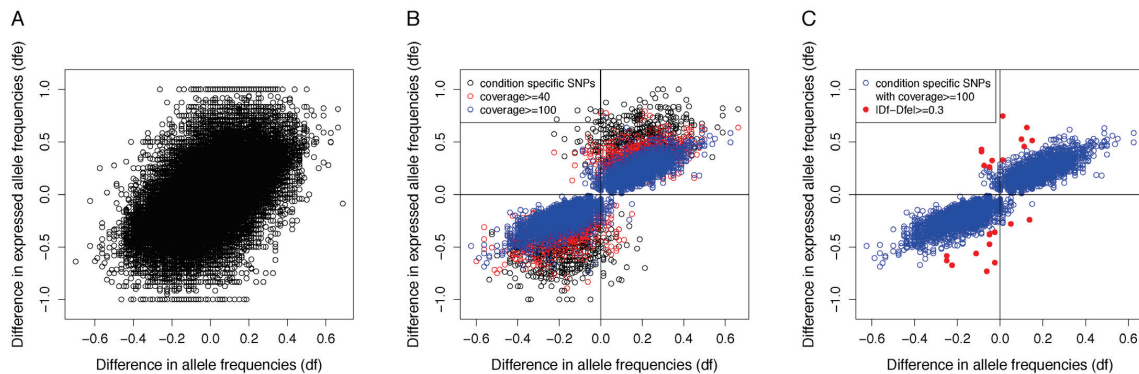 A
Difference in expressed allele frequencies (dfe)
1.0
0.5
0.0
−0.5
−1.0
−0.6 −0.4 −0.2 0.0 0.2 0.4 0.6
Difference in allele frequencies (df)
B
Difference in expressed allele frequencies (dfe)
1.0
0.5
0.0
−0.5
−1.0
condition specific SNPs
coverage>=40
coverage>=100
−0.6 −0.4 −0.2 0.0 0.2 0.4 0.6
Difference in allele frequencies (df)
C
Difference in expressed allele frequencies (dfe)
1.0
0.5
0.0
−0.5
−1.0
condition specific SNPs
with coverage>=100
|Df−Dfe|>=0.3
−0.6 −0.4 −0.2 0.0 0.2 0.4 0.6
Difference in allele frequencies (df)